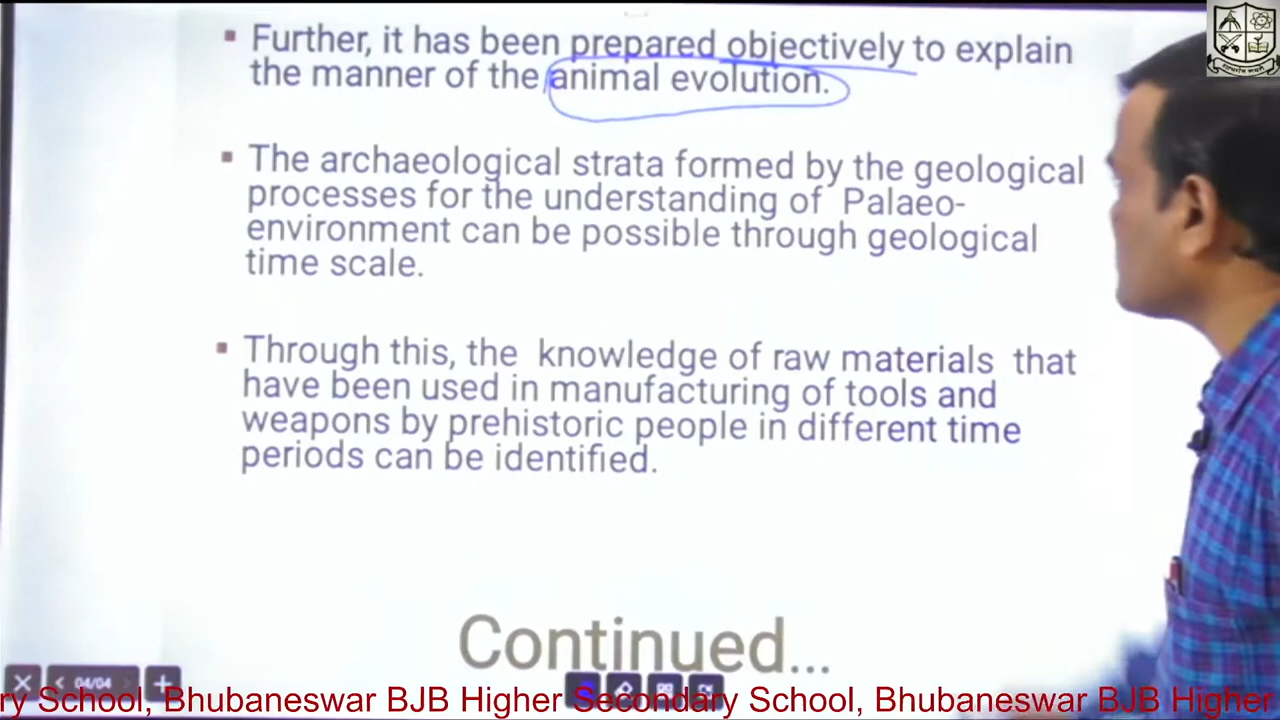 ▪ Further, it has been prepared objectively to explain
the manner of the animal evolution.
▪ The archaeological strata formed by the geological
processes for the understanding of Palaeo-
environment can be possible through geological
time scale.
▪ Through this, the knowledge of raw materials that
have been used in manufacturing of tools and
weapons by prehistoric people in different time
periods can be identified.
Continued...
04/04
ry School, Bhubaneswar BJB Higher Secondary School, Bhubaneswar BJB Higher